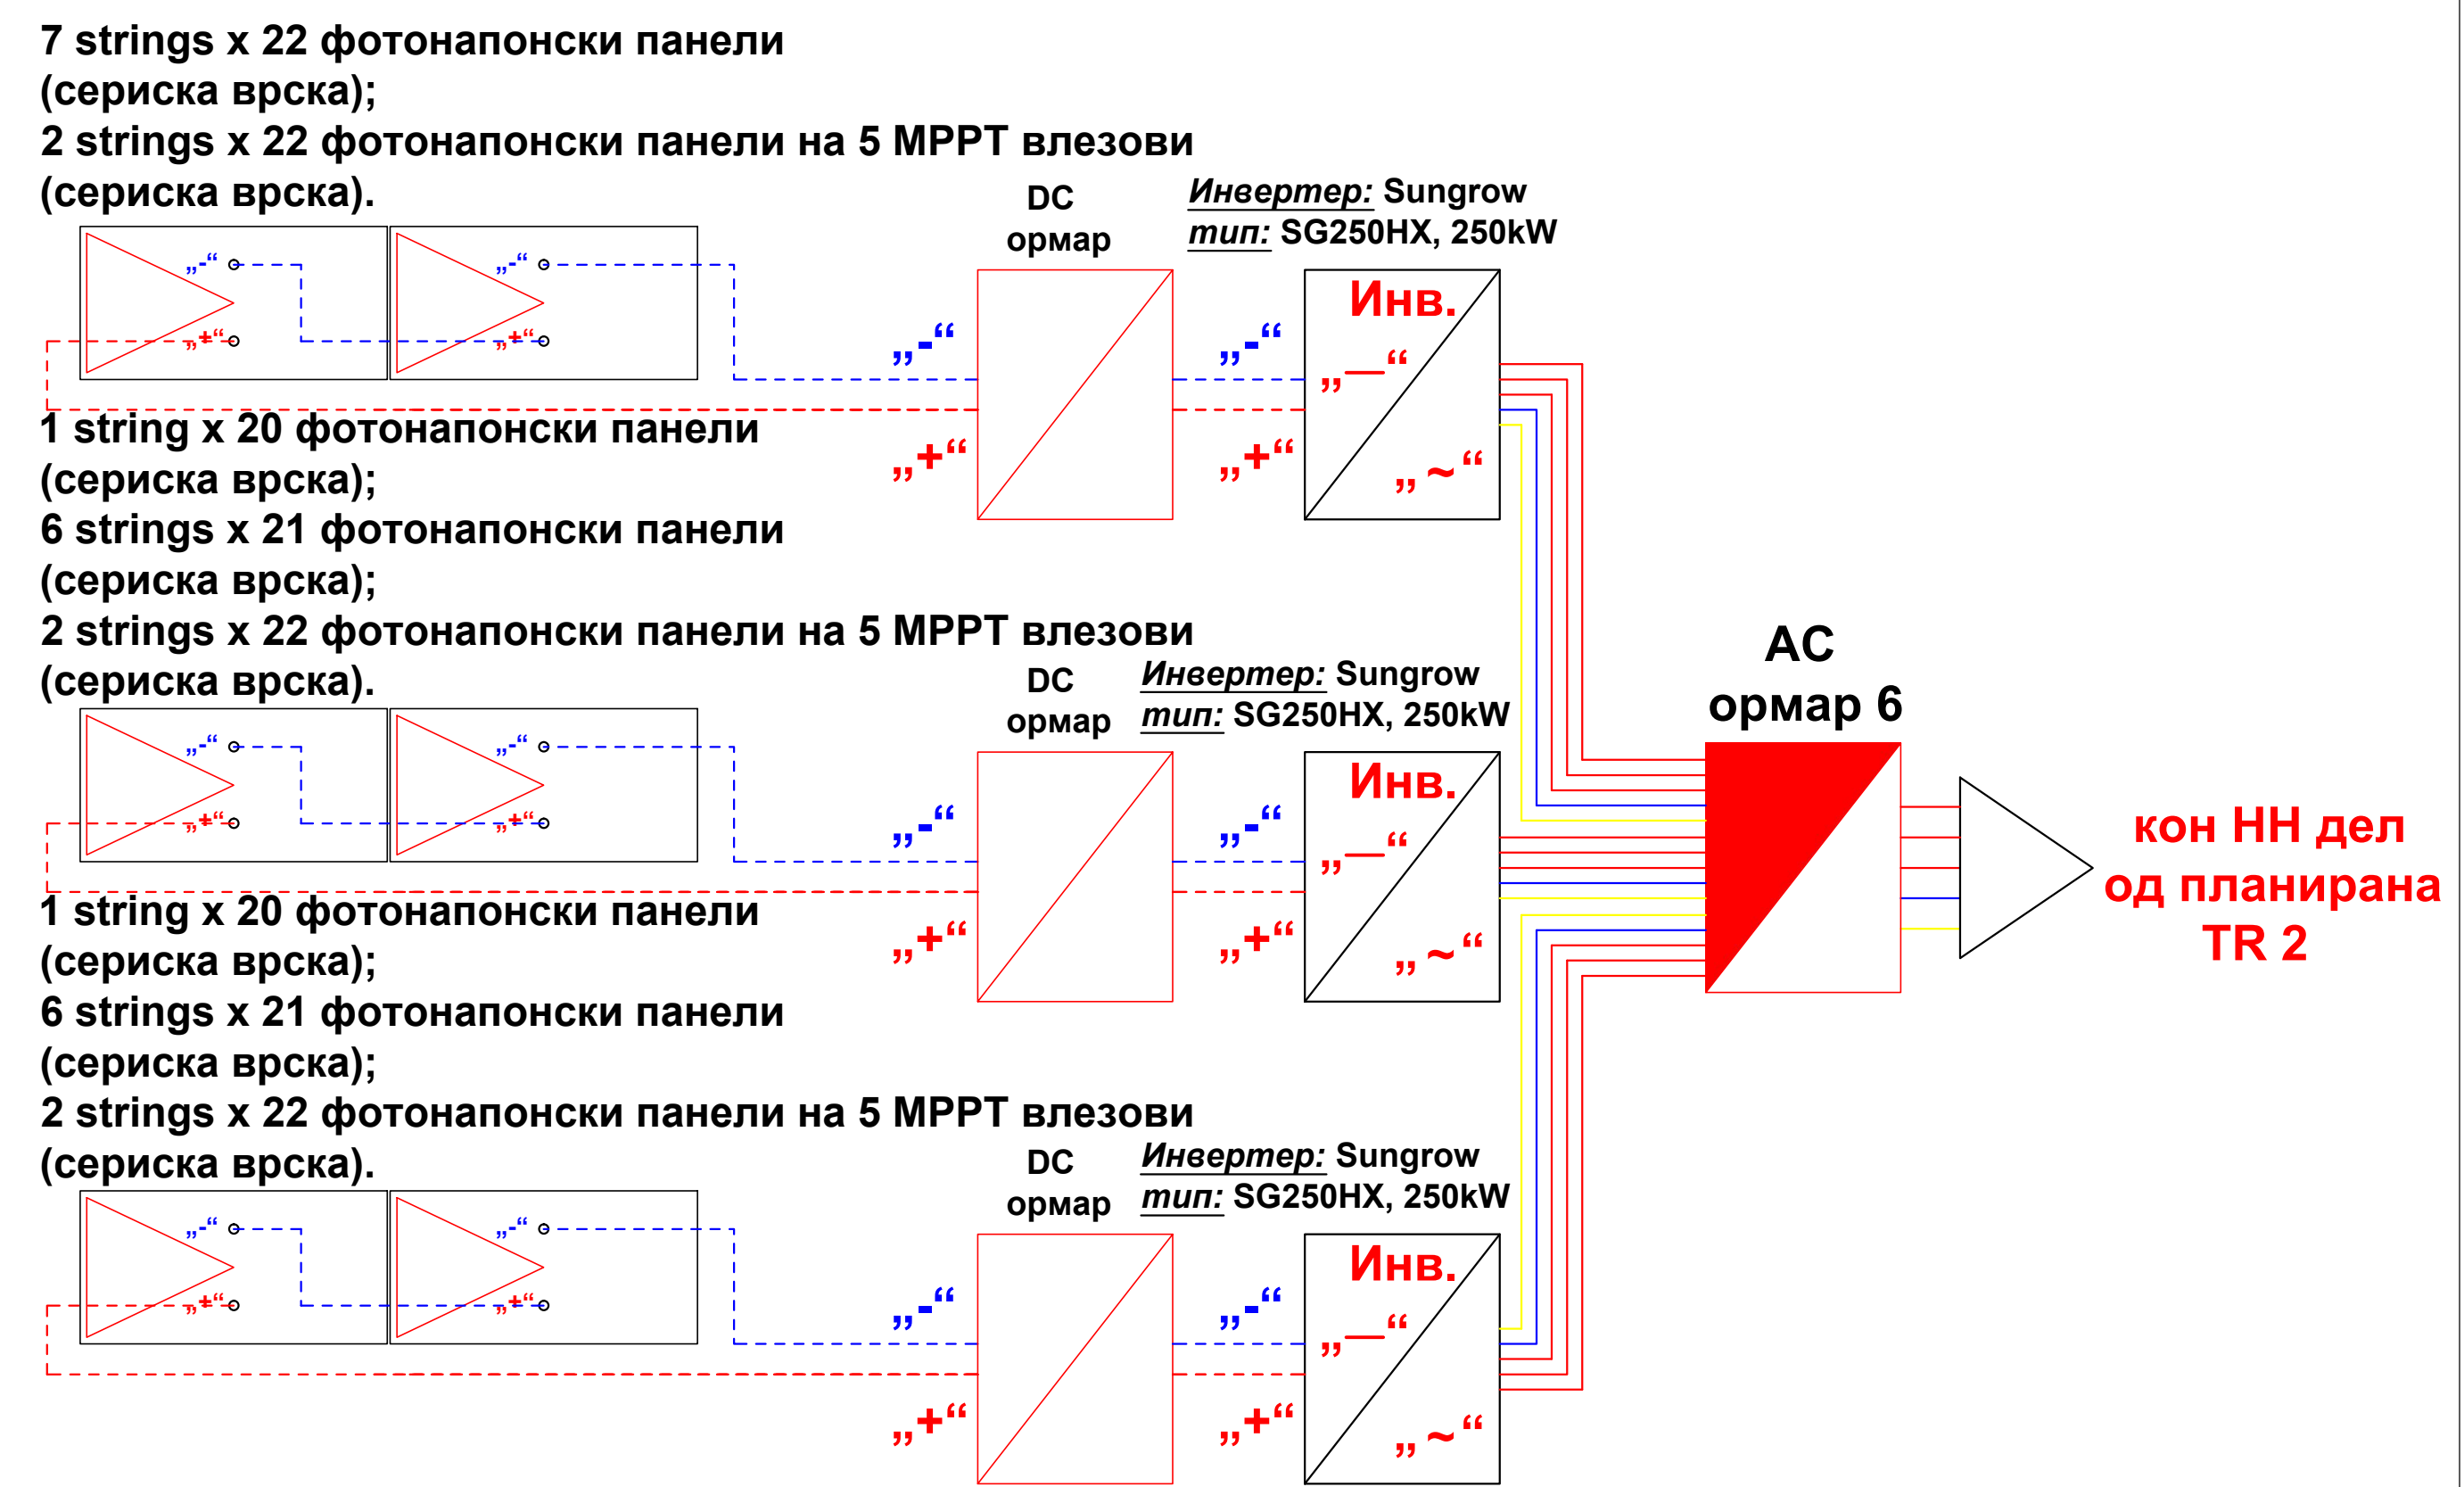 7 strings x 22 фотонапонски панели
(сериска врска);
2 strings x 22 фотонапонски панели на 5 МРРТ влезови
(сериска врска).
DC
ормар
Инвертер: Sungrow
тип: SG250HX, 250kW
„-“
„-“
„+“
„+“
„-“
„+“
„-“
„+“
Инв.
„—“
„~“
1 string x 20 фотонапонски панели
(сериска врска);
6 strings x 21 фотонапонски панели
(сериска врска);
2 strings x 22 фотонапонски панели на 5 МРРТ влезови
(сериска врска).
DC
ормар
Инвертер: Sungrow
тип: SG250HX, 250kW
„-“
„-“
„+“
„+“
„-“
„+“
„-“
„+“
Инв.
„—“
„~“
1 string x 20 фотонапонски панели
(сериска врска);
6 strings x 21 фотонапонски панели
(сериска врска);
2 strings x 22 фотонапонски панели на 5 МРРТ влезови
(сериска врска).
DC
ормар
Инвертер: Sungrow
тип: SG250HX, 250kW
„-“
„-“
„+“
„+“
„-“
„+“
„-“
„+“
Инв.
„—“
„~“
АС
ормар 6
кон НН дел
од планирана
TR 2